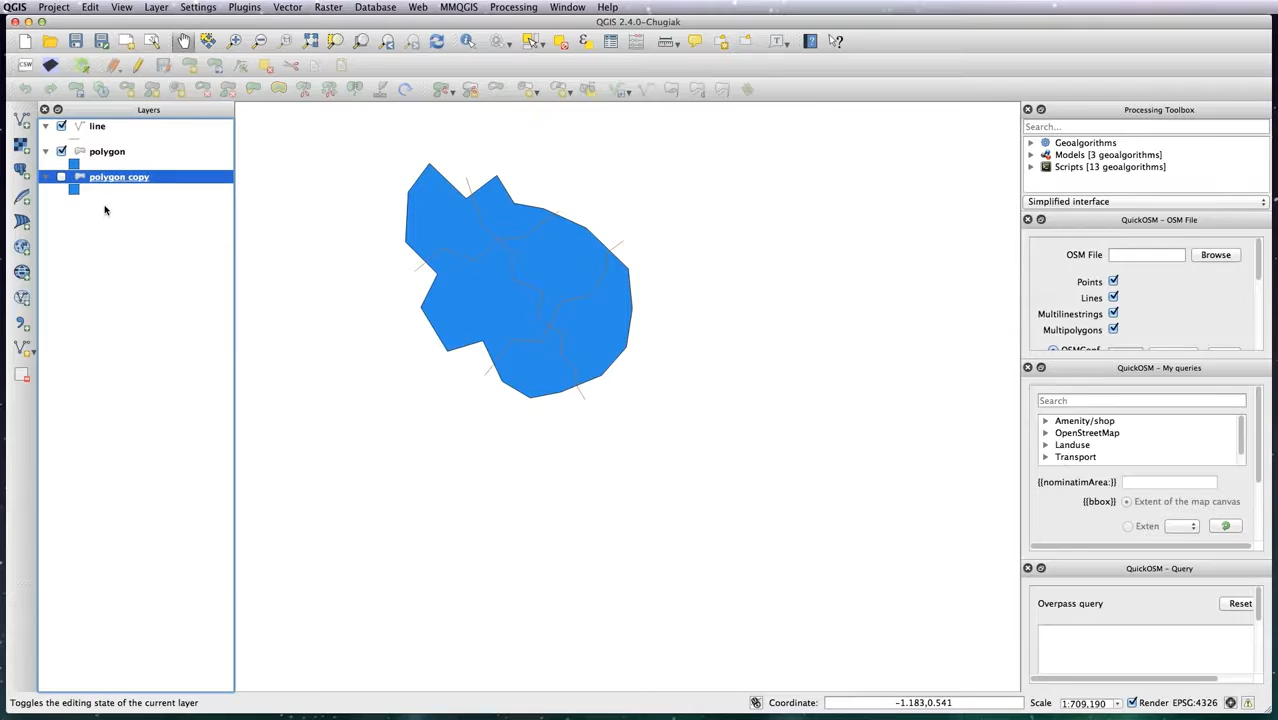 QGIS Project Edit View Layer Settings Plugins Vector Raster Database Web MMQGIS Processing Window Help
QGIS 2.4.0-Chugiak
CSW
Layers
line
polygon
polygon copy
Processing Toolbox
Search...
Geoalgorithms
Models [3 geoalgorithms]
Scripts [13 geoalgorithms]
Simplified interface
QuickOSM - OSM File
OSM File
Browse
Points
Lines
Multilinestrings
Multipolygons
QuickOSM - My queries
Search
Amenity/shop
OpenStreetMap
Landuse
Transport
{{nominatimArea:}}
{{bbox}} Extent of the map canvas
Exten
QuickOSM - Query
Overpass query
Reset
Toggles the editing state of the current layer
Coordinate: -1.183,0.541 Scale 1:709,190 Render EPSG:4326